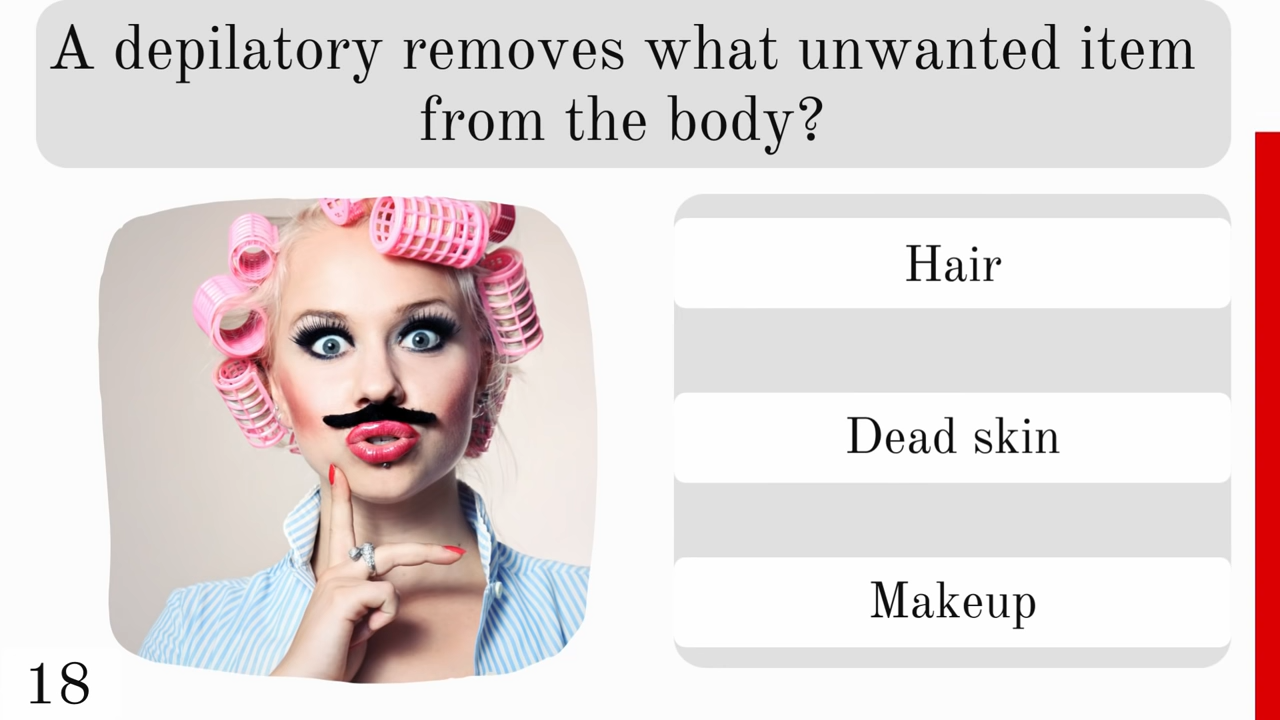 A depilatory removes what unwanted item
from the body?
Hair
Dead skin
Makeup
18